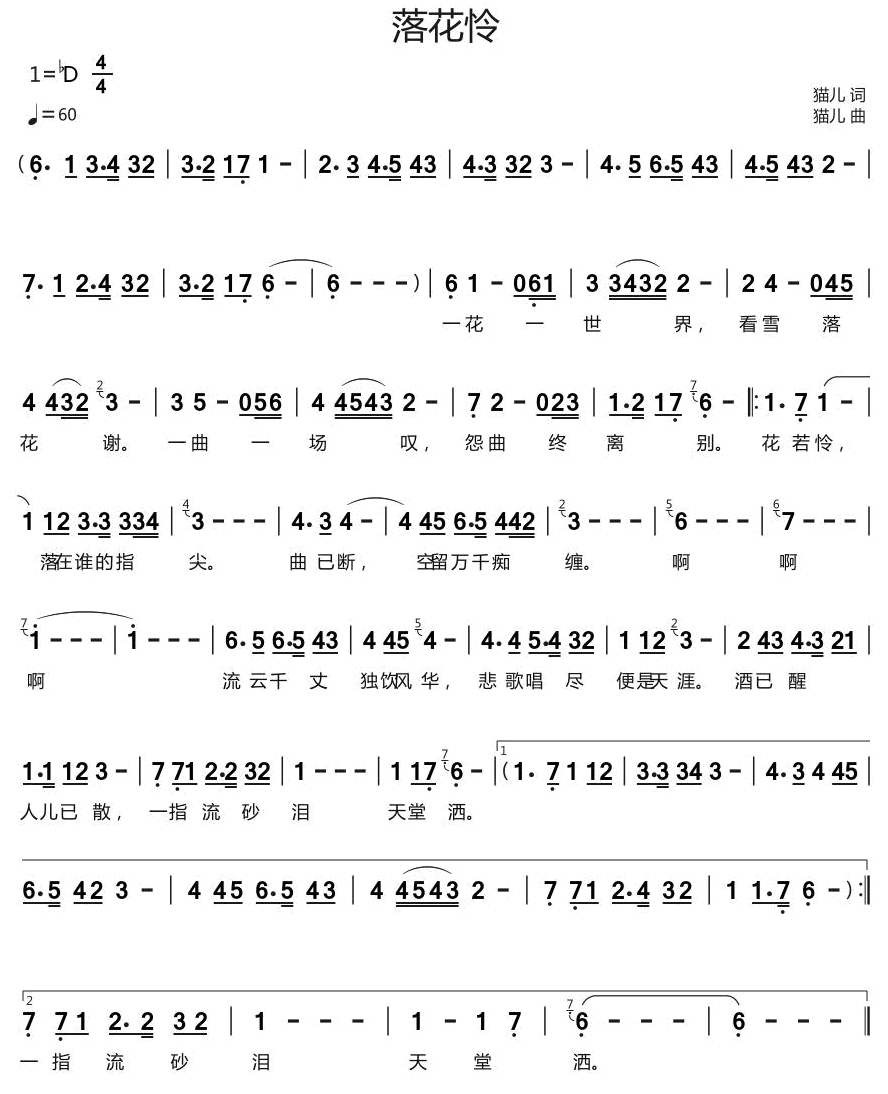 落花怜
1=♭D 4/4
♩=60
猫儿 词
猫儿 曲
(6· 1 3·4 32 | 3·2 17 1 - | 2· 3 4·5 43 | 4·3 32 3 - | 4· 5 6·5 43 | 4·5 43 2 - |
7· 1 2·4 32 | 3·2 17 6 - | 6 - - -) | 6 1 - 061 | 3 3432 2 - | 2 4 - 045 |
一花 一 世 界， 看雪 落
4 432 2 3 - | 3 5 - 056 | 4 4543 2 - | 7 2 - 023 | 1·2 17 7 6 - ‖: 1· 7 1 - |
花 谢。 一曲 一 场 叹， 怨曲 终 离 别。 花 若怜，
1 12 3·3 334 | 4 3 - - - | 4· 3 4 - | 4 45 6·5 442 | 2 3 - - - | 5 6 - - - | 6 7 - - - |
落在谁的指 尖。 曲 已断， 空留万千痴 缠。 啊 啊
7 1 - - - | 1 - - - | 6· 5 6·5 43 | 4 45 5 4 - | 4· 4 5·4 32 | 1 12 2 3 - | 2 43 4·3 21 |
啊 流 云千 丈 独饮风 华， 悲 歌唱 尽 便是天 涯。 酒已 醒
1·1 12 3 - | 7 71 2·2 32 | 1 - - - | 1 17 7 6 - | 1 (1· 7 1 12 | 3·3 34 3 - | 4· 3 4 45 |
人儿已 散， 一指 流 砂 泪 天堂 洒。
6·5 42 3 - | 4 45 6·5 43 | 4 4543 2 - | 7 71 2·4 32 | 1 1·7 6 -) :‖
2 7 71 2· 2 32 | 1 - - - | 1 - 1 7 | 7 6 - - - | 6 - - - ‖
一 指 流 砂 泪 天 堂 洒。